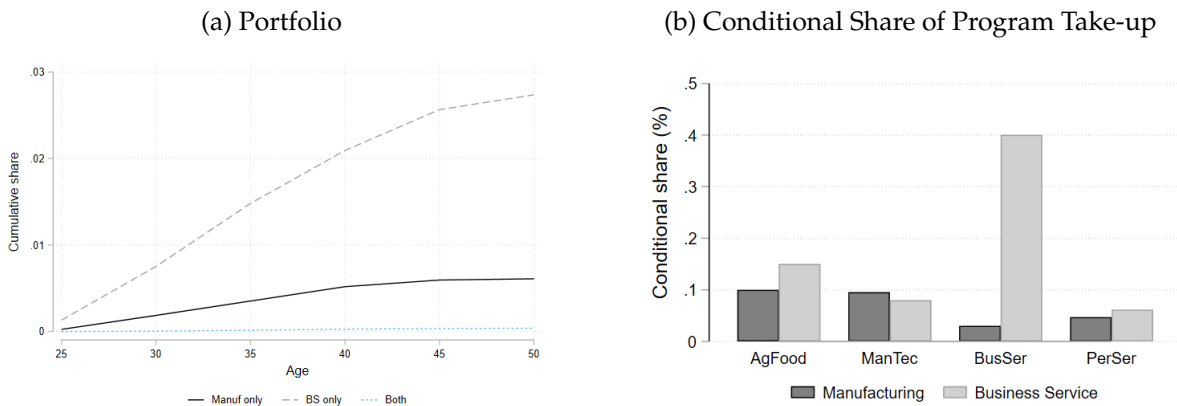 (a) Portfolio
.03
.02
.01
0
Cumulative share
25 30 35 40 45 50
Age
Manuf only BS only Both
(b) Conditional Share of Program Take-up
.5
.4
.3
.2
.1
0
Conditional share (%)
AgFood ManTec BusSer PerSer
Manufacturing Business Service